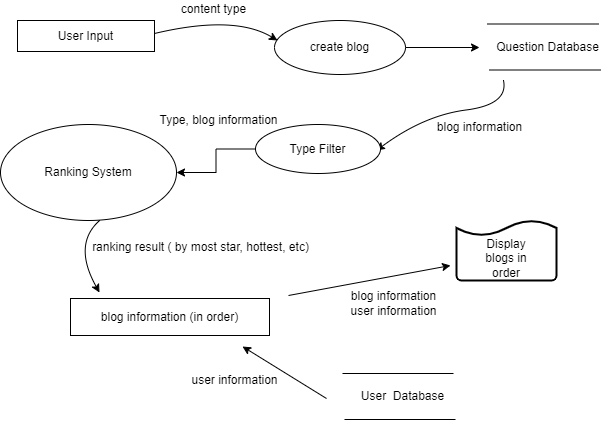 content type
User Input
create blog
Question Database
blog information
Type, blog information
Type Filter
Ranking System
ranking result ( by most star, hottest, etc)
Display
blogs in
order
blog information
user information
blog information (in order)
user information
User Database